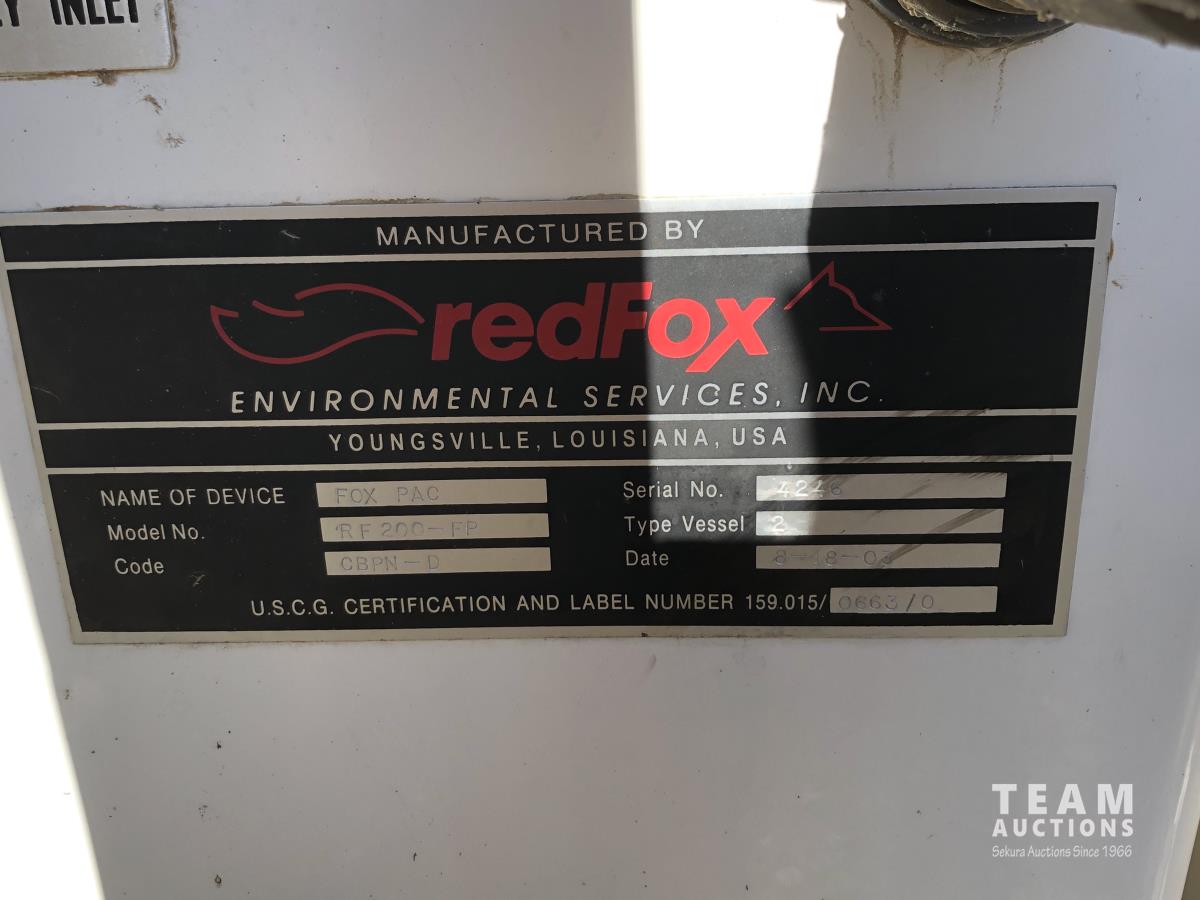 INLET
MANUFACTURED BY
redFox
ENVIRONMENTAL SERVICES, INC.
YOUNGSVILLE, LOUISIANA, USA
NAME OF DEVICE FOX PAC
Model No. RF200-FP
Code CBPN-D
Serial No. 4246
Type Vessel 2
Date
U.S.C.G. CERTIFICATION AND LABEL NUMBER 159.015/ 0663/0
TEAM
AUCTIONS
Sekura Auctions Since 1966